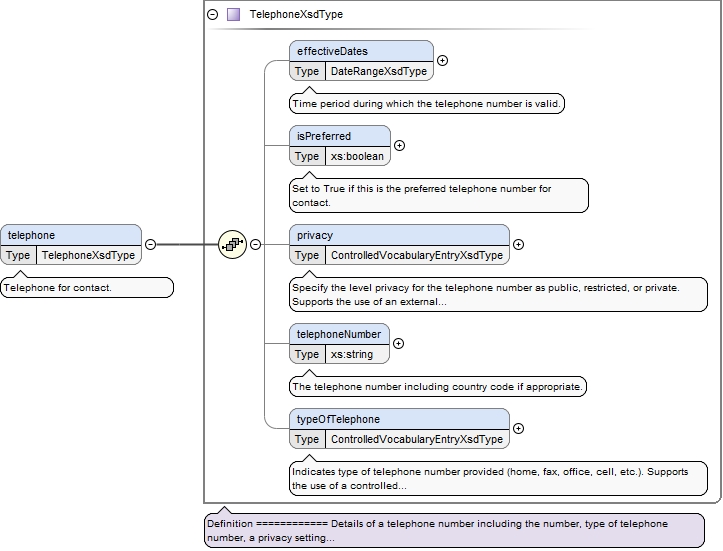 TelephoneXsdType
effectiveDates
Type DateRangeXsdType
Time period during which the telephone number is valid.
isPreferred
Type xs:boolean
Set to True if this is the preferred telephone number for
contact.
telephone
Type TelephoneXsdType
Telephone for contact.
privacy
Type ControlledVocabularyEntryXsdType
Specify the level privacy for the telephone number as public, restricted, or private.
Supports the use of an external...
telephoneNumber
Type xs:string
The telephone number including country code if appropriate.
typeOfTelephone
Type ControlledVocabularyEntryXsdType
Indicates type of telephone number provided (home, fax, office, cell, etc.). Supports
the use of a controlled...
Definition ============ Details of a telephone number including the number, type of telephone
number, a privacy setting...